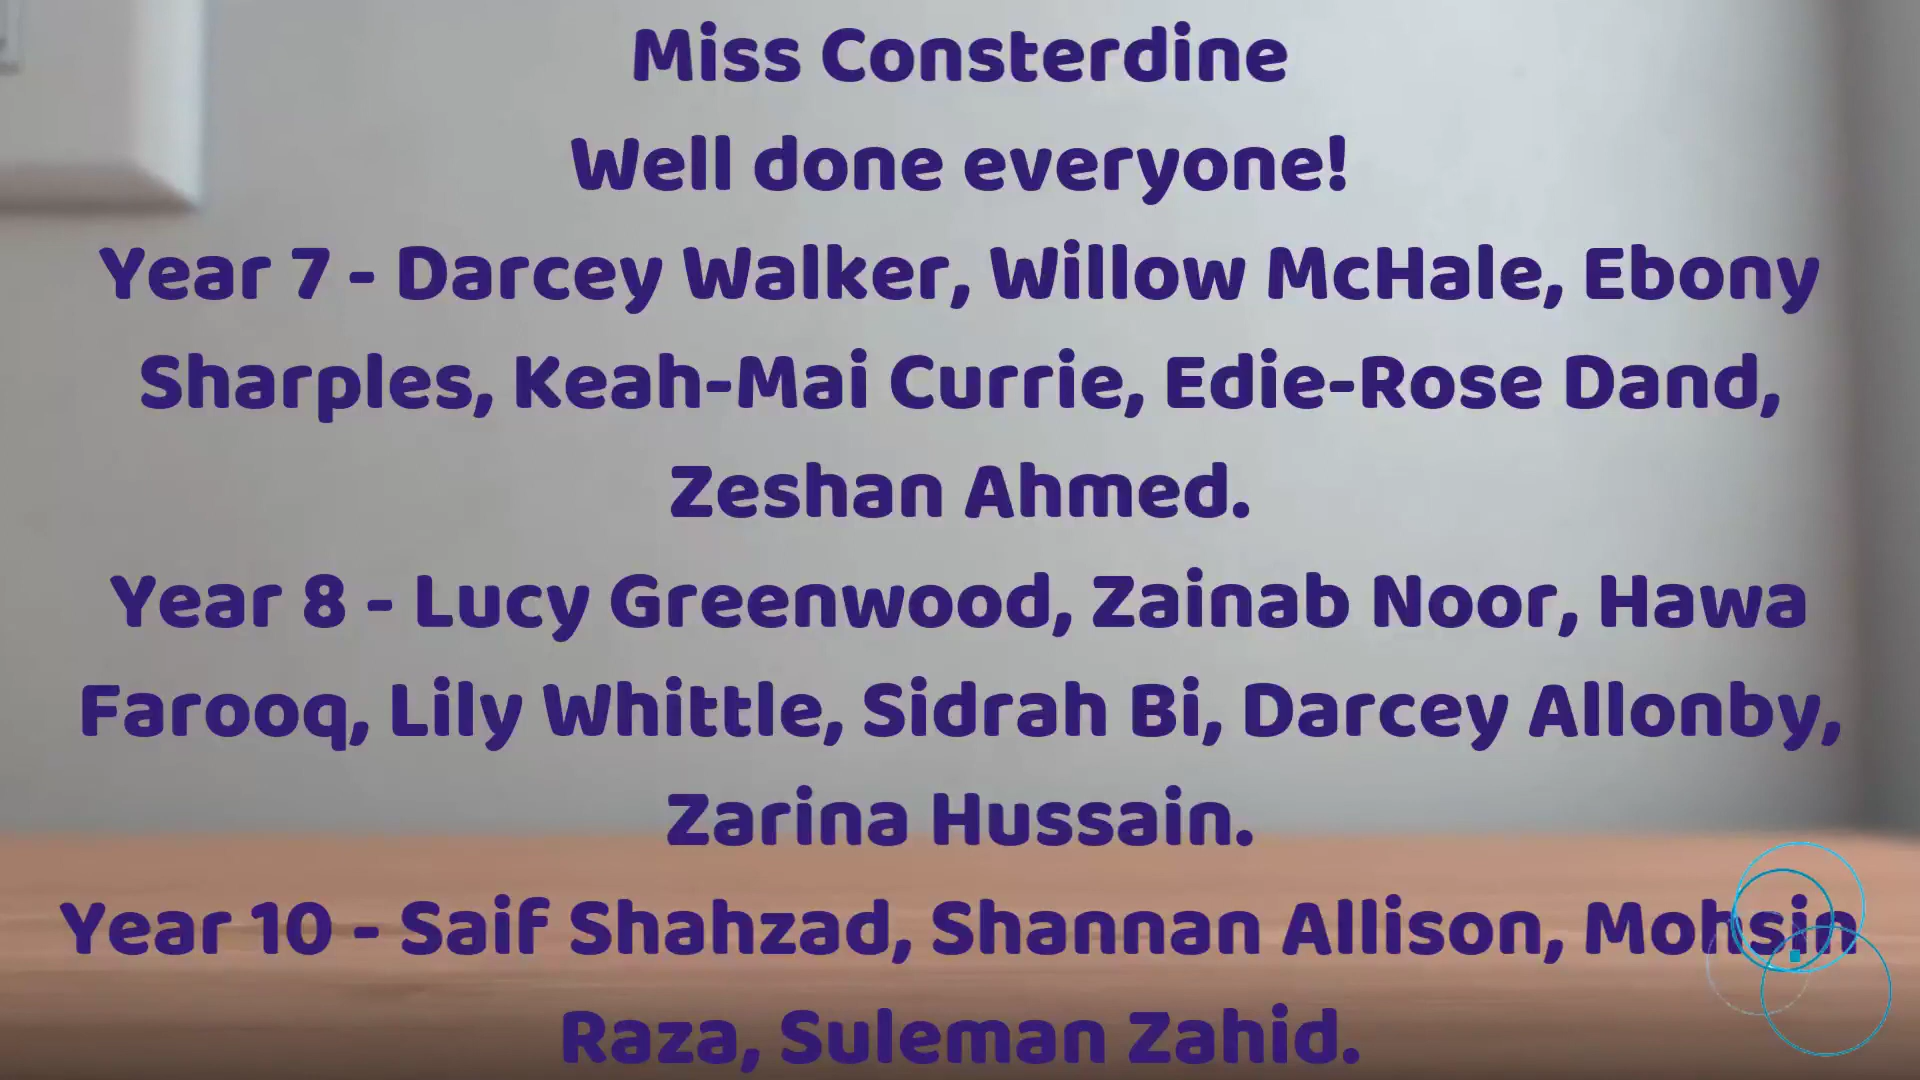 Miss Consterdine
Well done everyone!
Year 7 - Darcey Walker, Willow McHale, Ebony
Sharples, Keah-Mai Currie, Edie-Rose Dand,
Zeshan Ahmed.
Year 8 - Lucy Greenwood, Zainab Noor, Hawa
Farooq, Lily Whittle, Sidrah Bi, Darcey Allonby,
Zarina Hussain.
Year 10 - Saif Shahzad, Shannan Allison, Mohsin
Raza, Suleman Zahid.